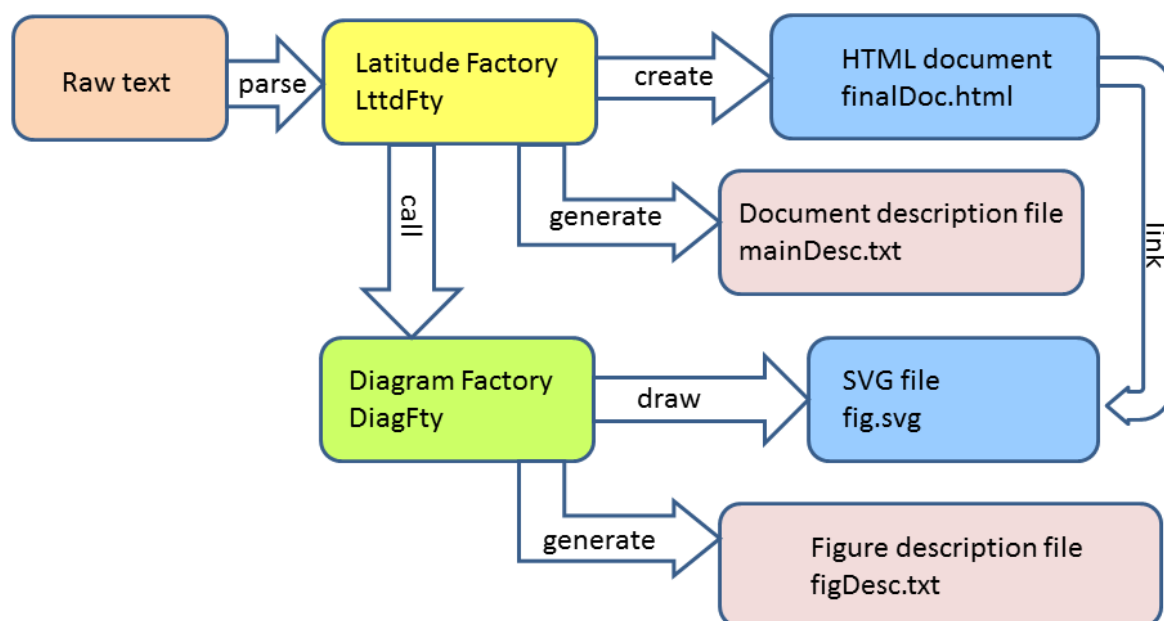 Raw text
parse
Latitude Factory
LttdFty
create
HTML document
finalDoc.html
call
generate
Document description file
mainDesc.txt
link
Diagram Factory
DiagFty
draw
SVG file
fig.svg
generate
Figure description file
figDesc.txt